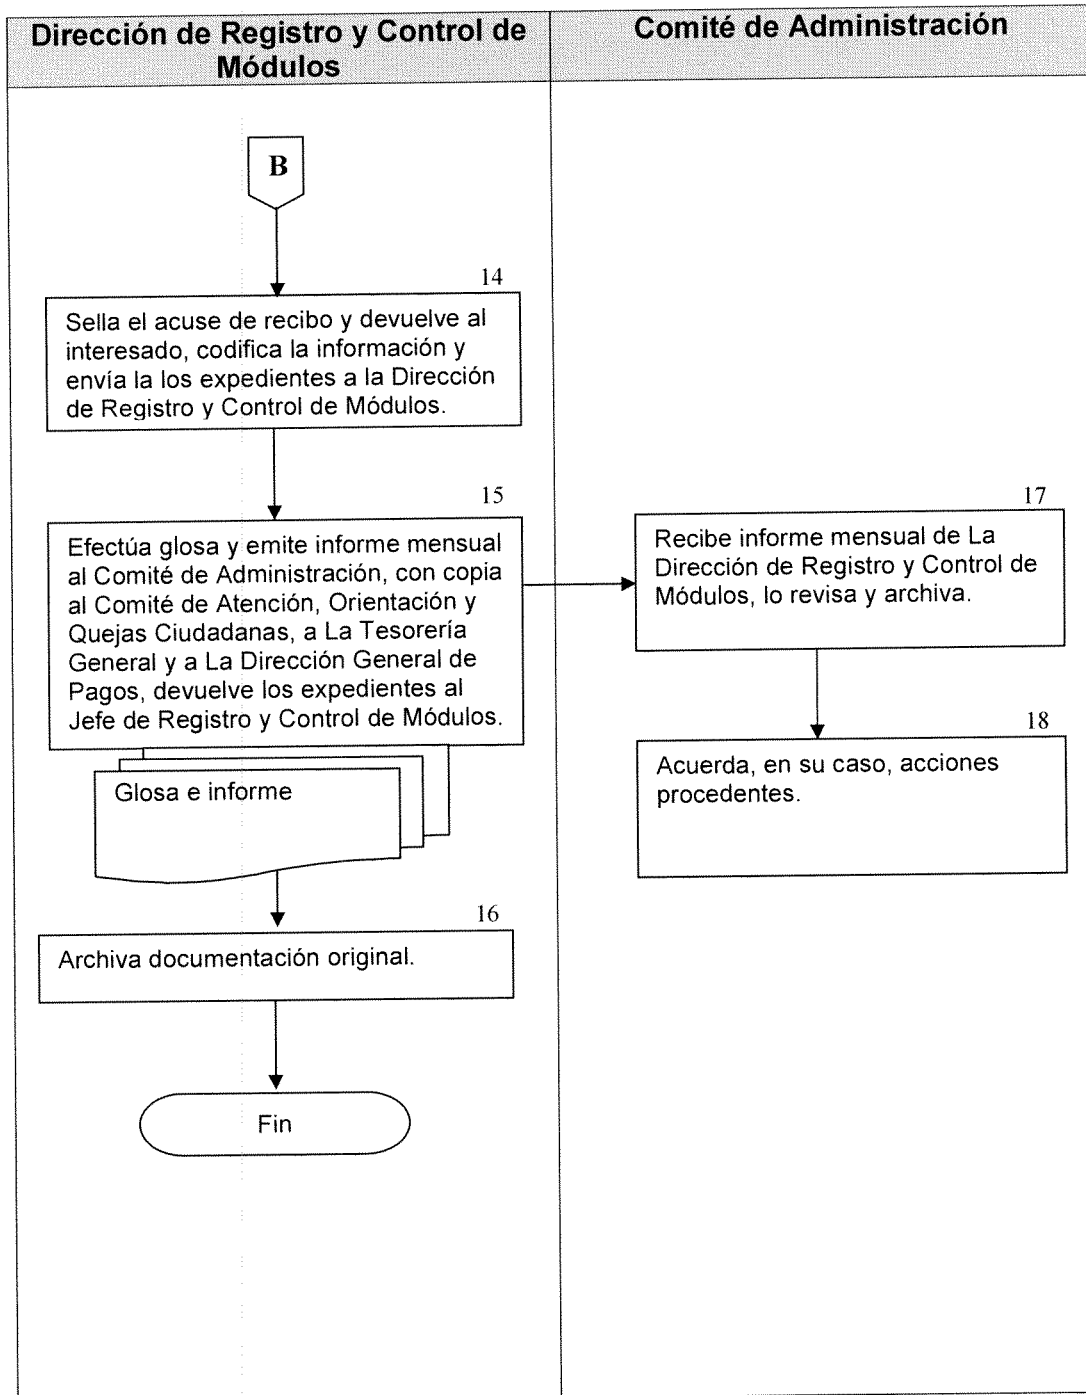 Dirección de Registro y Control de
Módulos
Comité de Administración
B
14
Sella el acuse de recibo y devuelve al
interesado, codifica la información y
envía la los expedientes a la Dirección
de Registro y Control de Módulos.
15
Efectúa glosa y emite informe mensual
al Comité de Administración, con copia
al Comité de Atención, Orientación y
Quejas Ciudadanas, a La Tesorería
General y a La Dirección General de
Pagos, devuelve los expedientes al
Jefe de Registro y Control de Módulos.
Glosa e informe
16
Archiva documentación original.
Fin
17
Recibe informe mensual de La
Dirección de Registro y Control de
Módulos, lo revisa y archiva.
18
Acuerda, en su caso, acciones
procedentes.